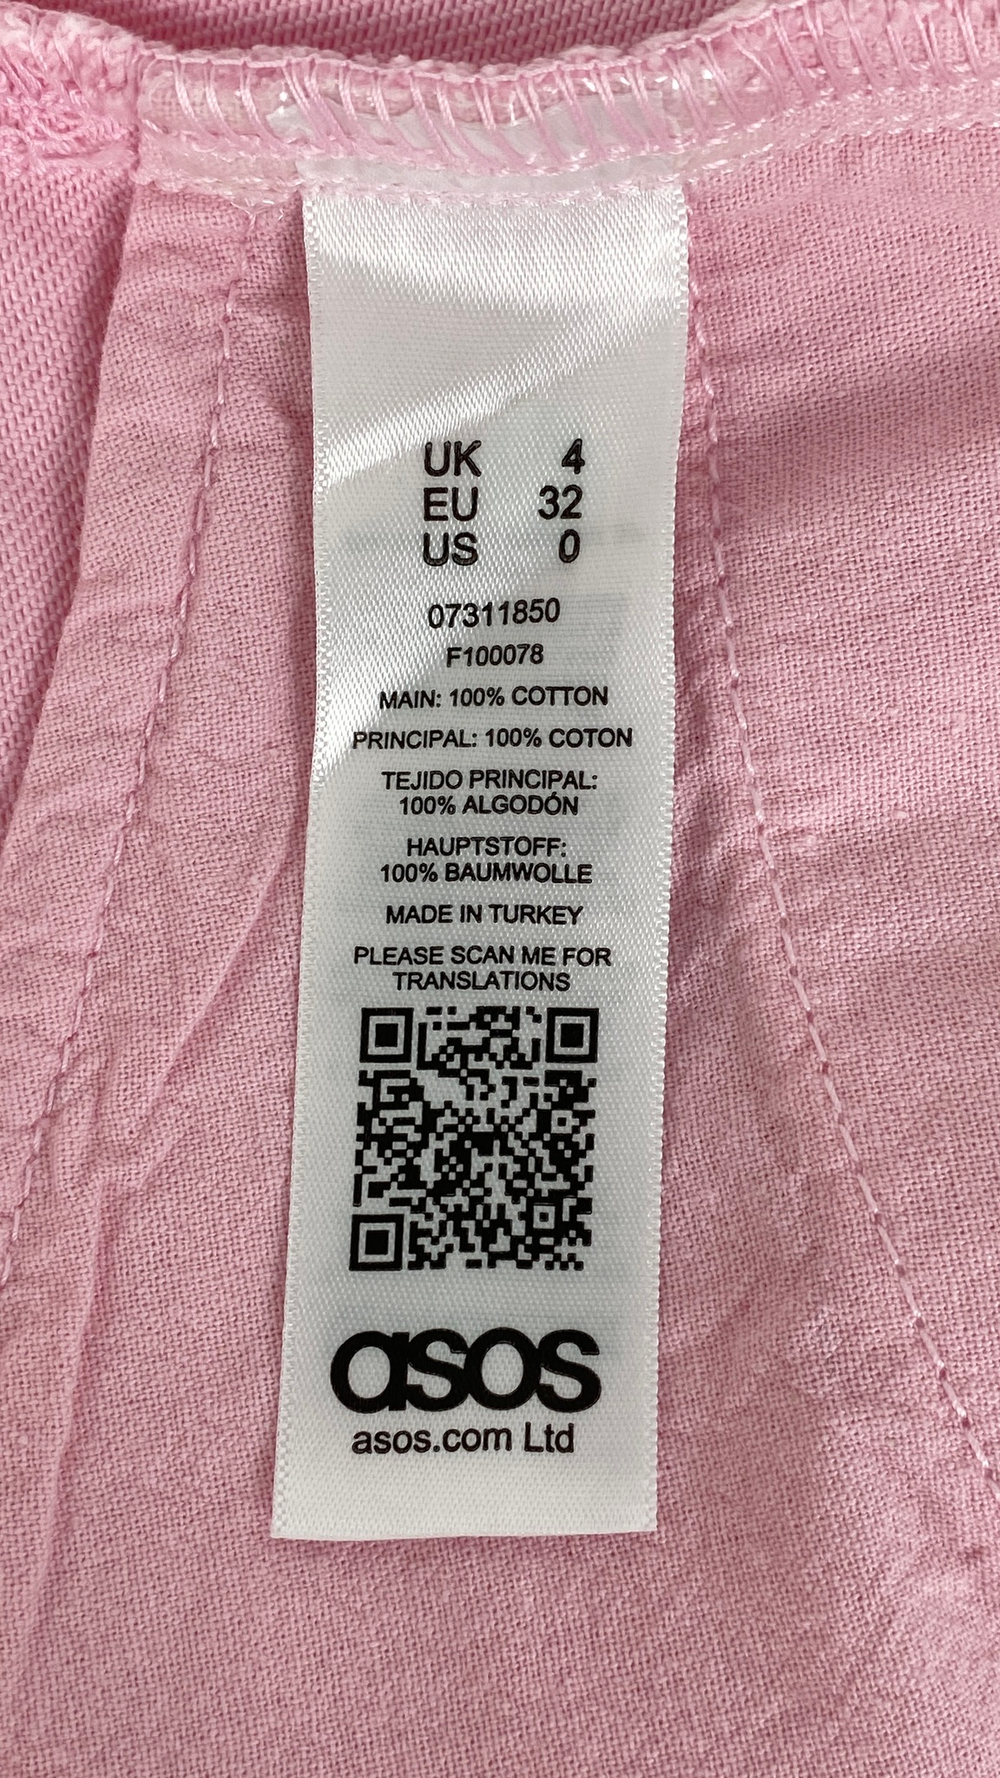 UK 4
EU 32
US 0
07311850
F100078
MAIN: 100% COTTON
PRINCIPAL: 100% COTON
TEJIDO PRINCIPAL:
100% ALGODÓN
HAUPTSTOFF:
100% BAUMWOLLE
MADE IN TURKEY
PLEASE SCAN ME FOR
TRANSLATIONS
asos
asos.com Ltd